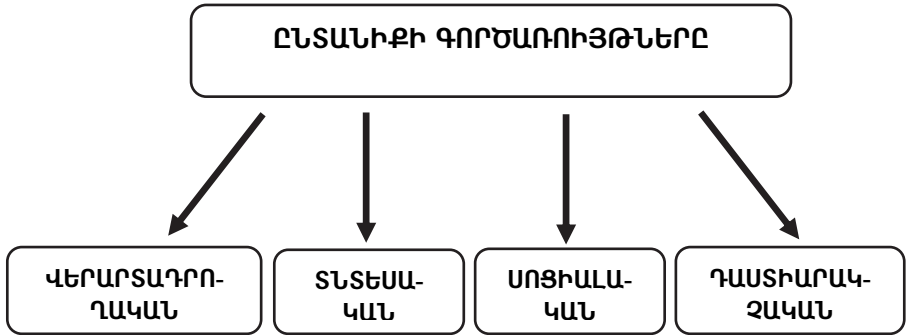 ԸՆՏԱՆԻՔԻ ԳՈՐԾԱՌՈՒՅԹՆԵՐԸ
ՎԵՐԱՐՏԱԴՐՈ-
ՂԱԿԱՆ
ՏՆՏԵՍԱ-
ԿԱՆ
ՍՈՑԻԱԼԱ-
ԿԱՆ
ԴԱՍՏԻԱՐԱԿ-
ՉԱԿԱՆ